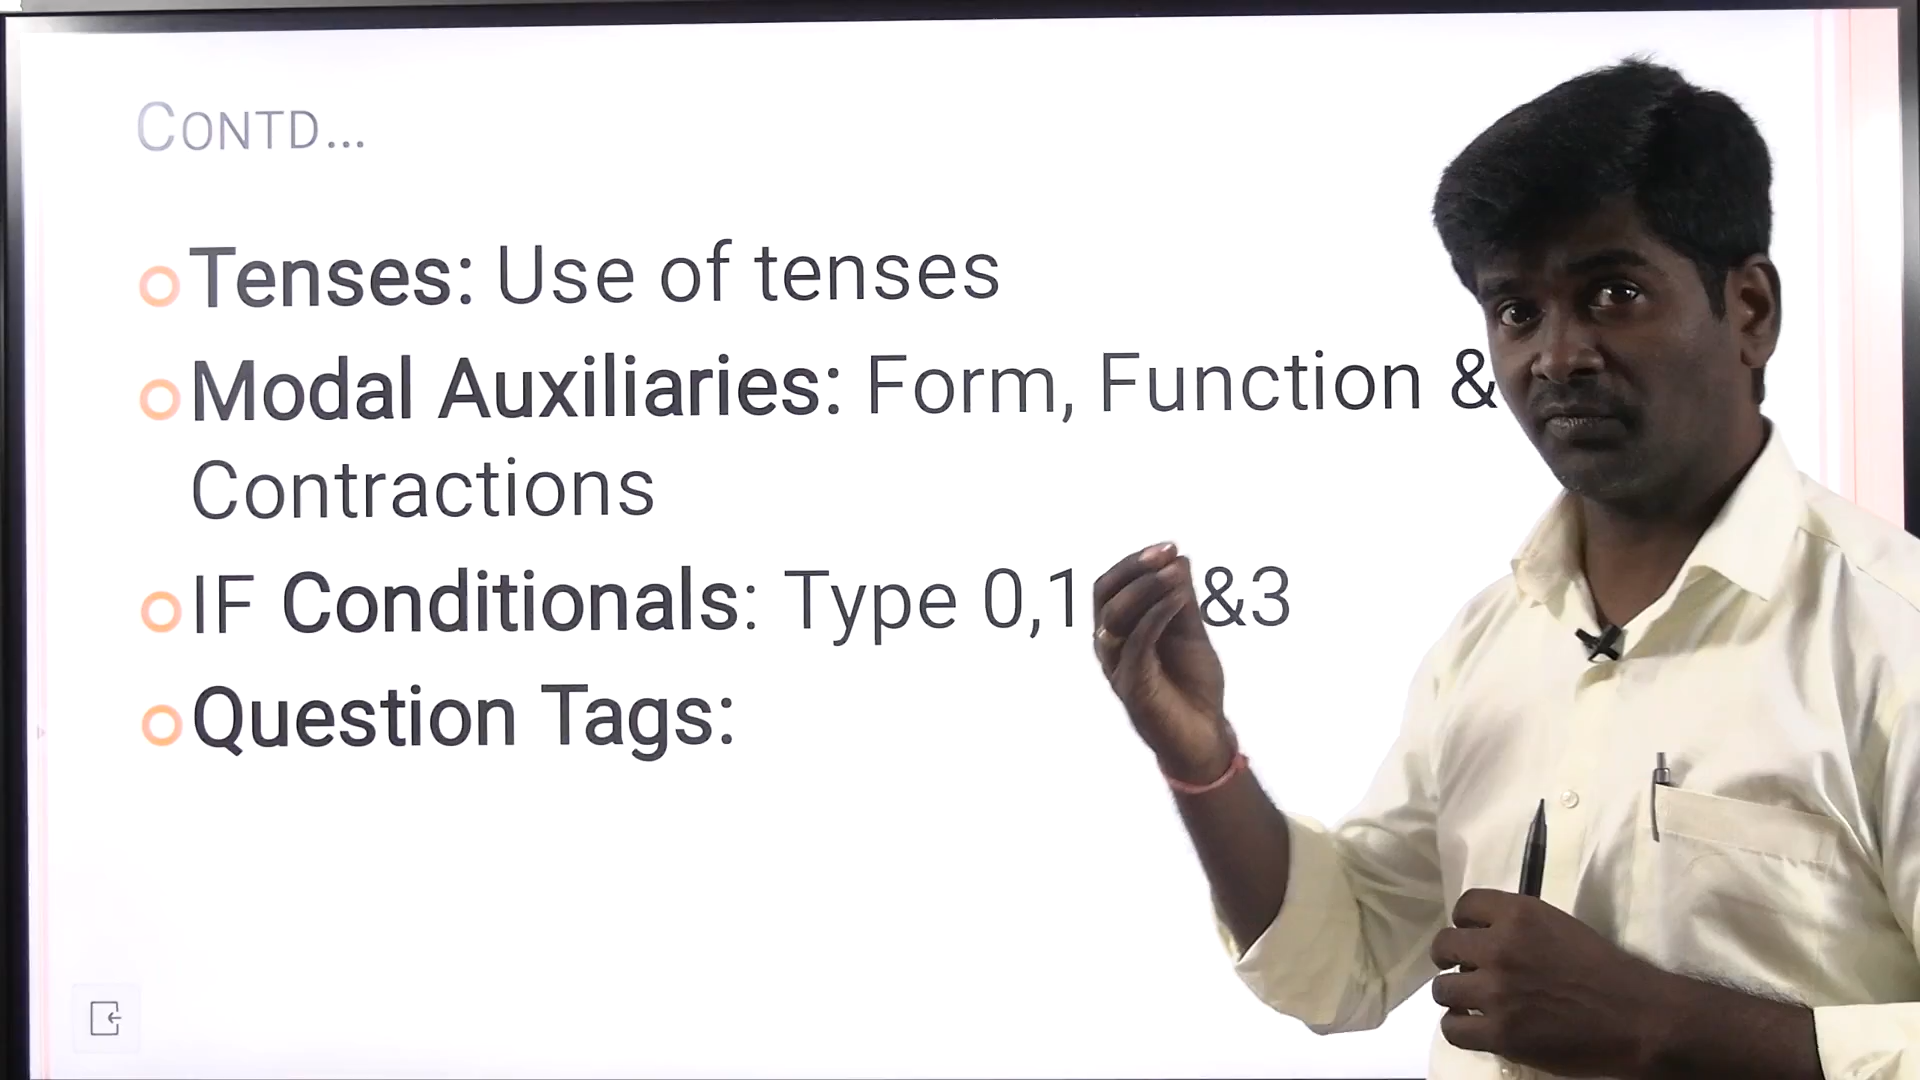 CONTD...
Tenses: Use of tenses
Modal Auxiliaries: Form, Function &
Contractions
IF Conditionals: Type 0,1 &3
Question Tags: